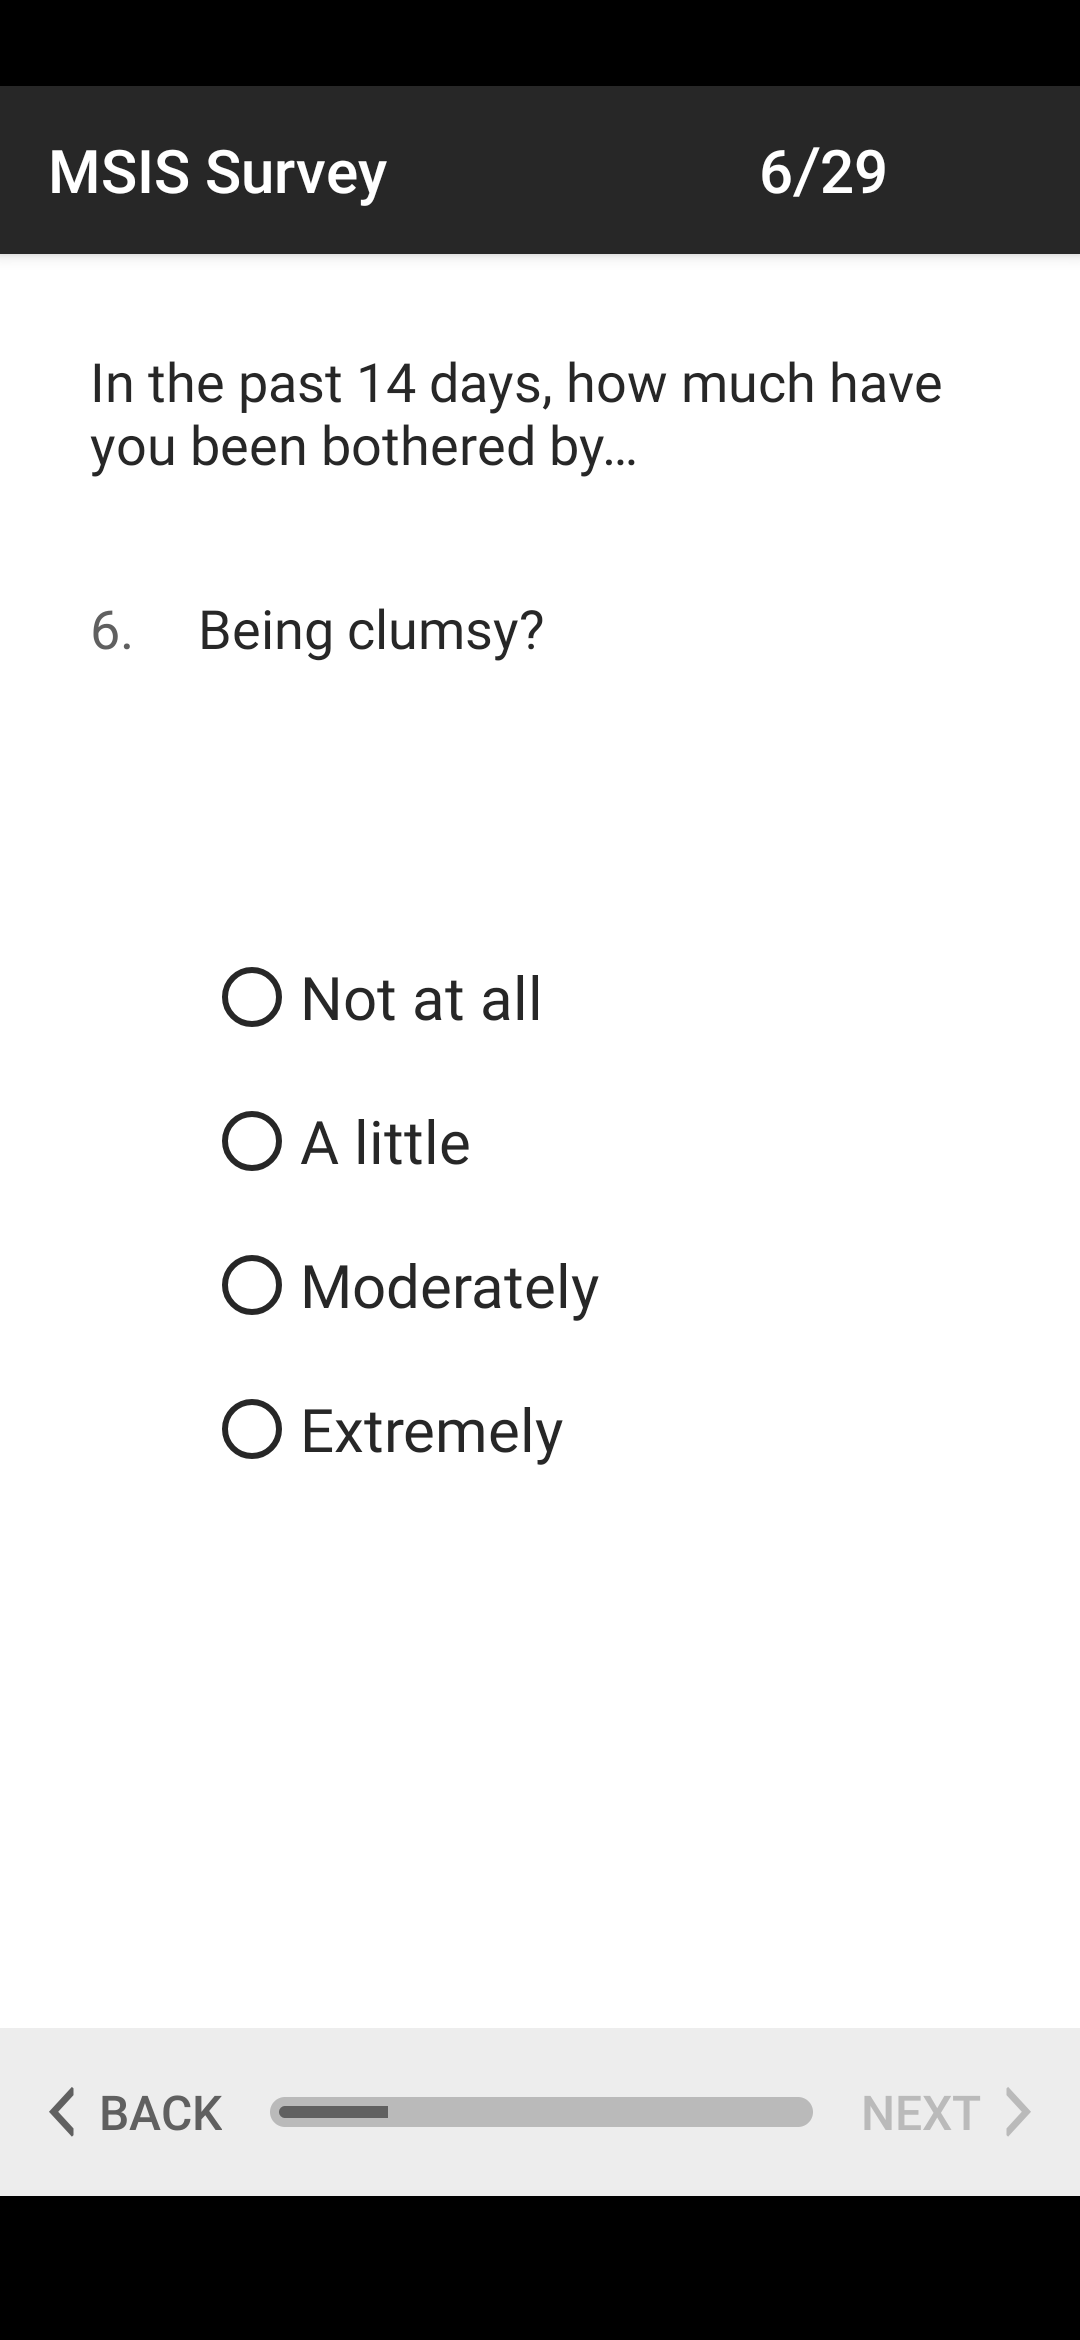 MSIS Survey 6/29
In the past 14 days, how much have
you been bothered by...
6. Being clumsy?
Not at all
A little
Moderately
Extremely
BACK NEXT